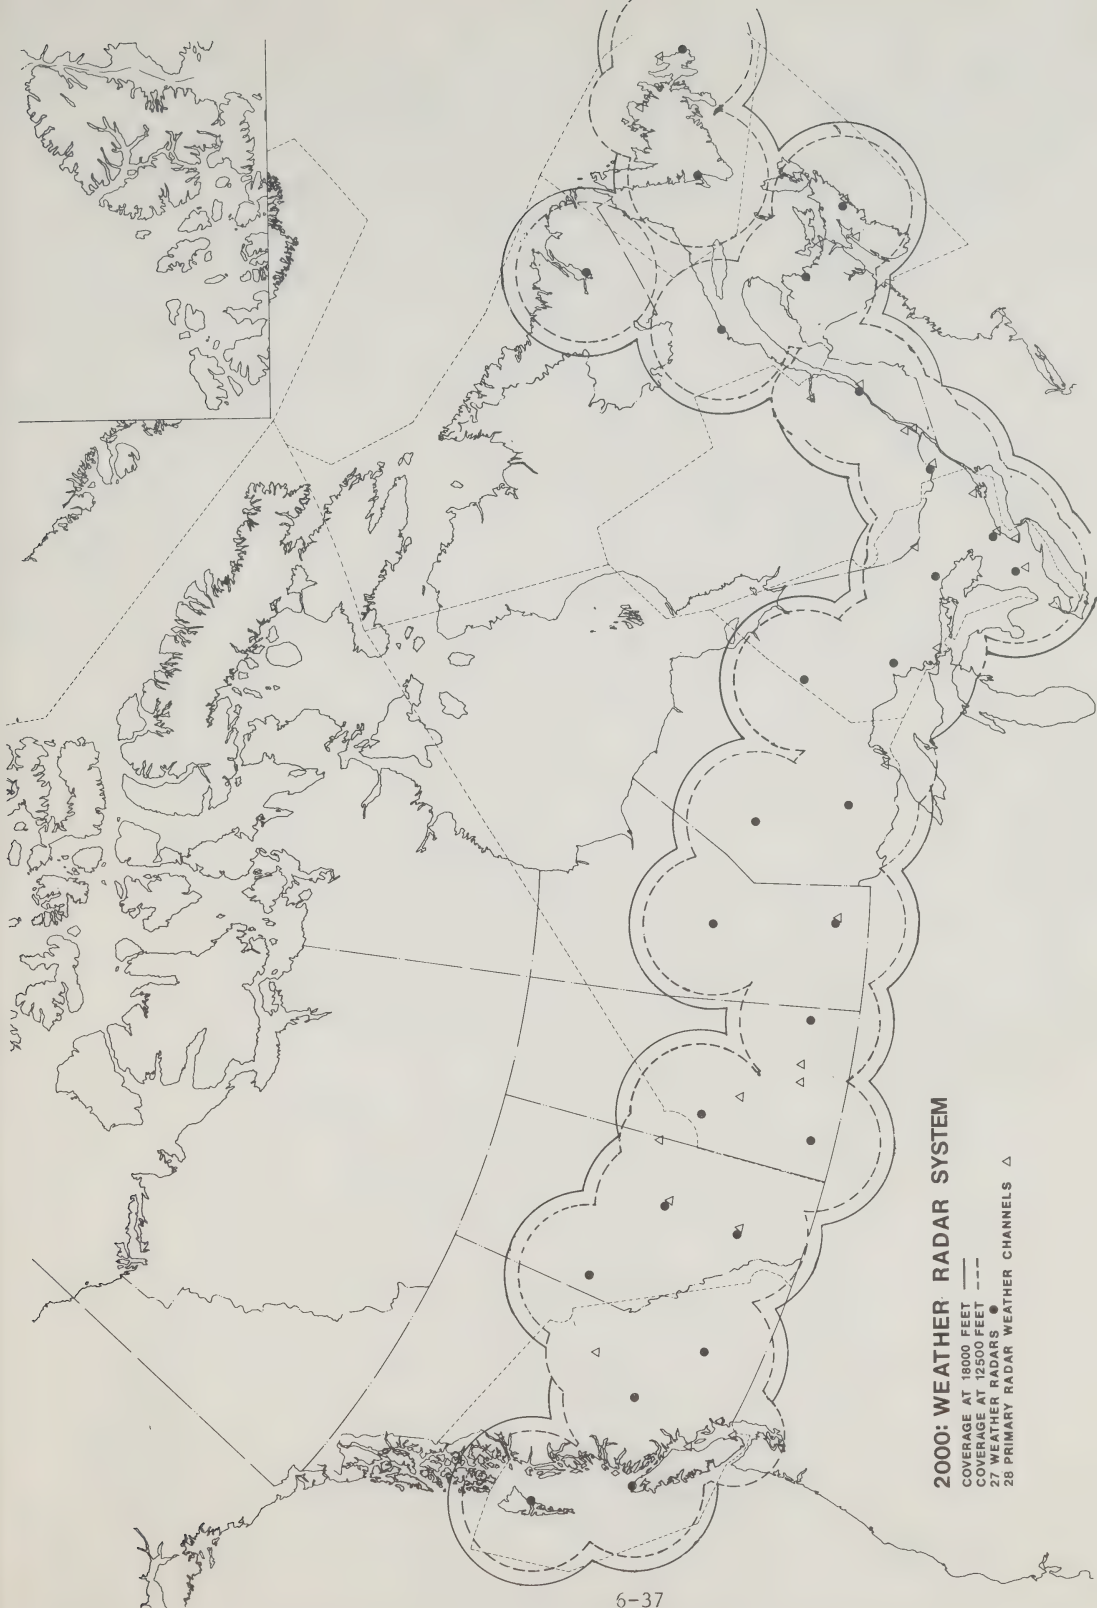 2000: WEATHER RADAR SYSTEM
COVERAGE AT 18000 FEET
COVERAGE AT 12500 FEET
27 WEATHER RADARS
28 PRIMARY RADAR WEATHER CHANNELS
6-37